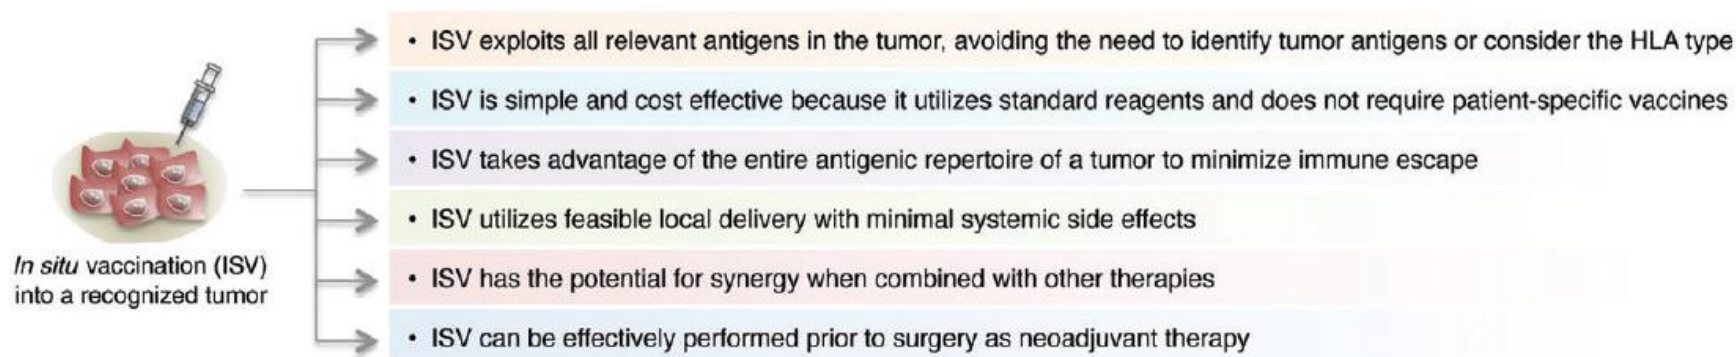 • ISV exploits all relevant antigens in the tumor, avoiding the need to identify tumor antigens or consider the HLA type
• ISV is simple and cost effective because it utilizes standard reagents and does not require patient-specific vaccines
• ISV takes advantage of the entire antigenic repertoire of a tumor to minimize immune escape
• ISV utilizes feasible local delivery with minimal systemic side effects
• ISV has the potential for synergy when combined with other therapies
• ISV can be effectively performed prior to surgery as neoadjuvant therapy
In situ vaccination (ISV)
into a recognized tumor